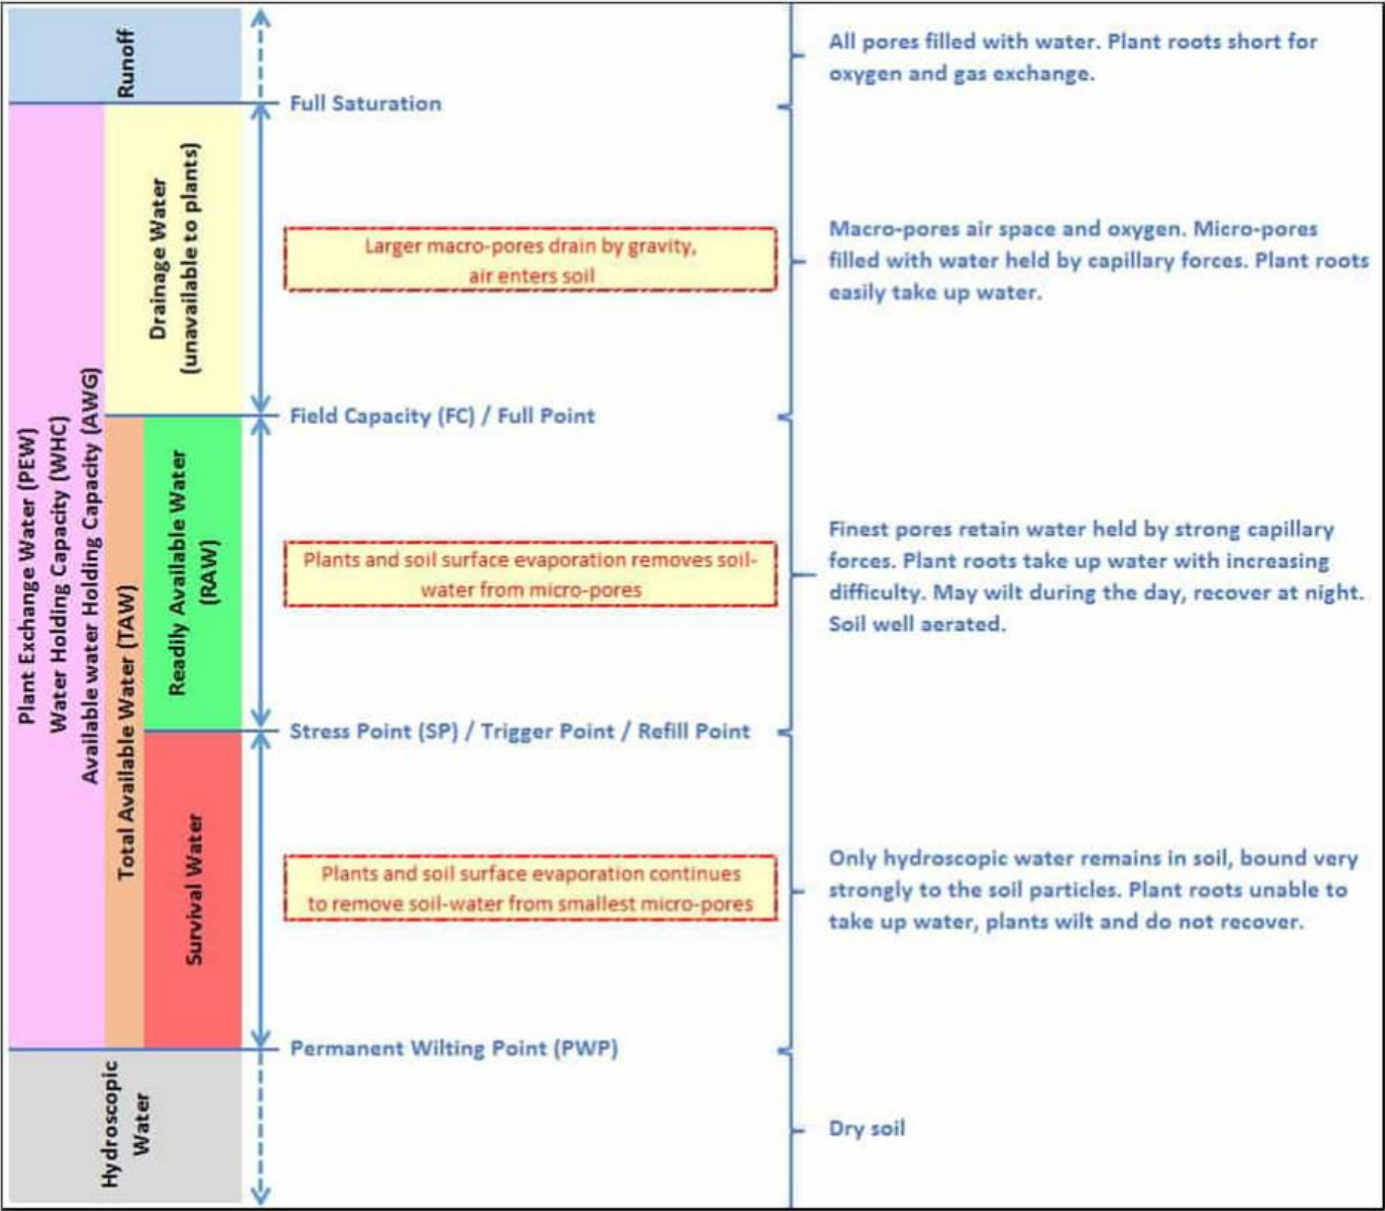 Runoff
Drainage Water
(unavailable to plants)
Plant Exchange Water (PEW)
Water Holding Capacity (WHC)
Available water Holding Capacity (AWG)
Total Available Water (TAW)
Readily Available Water
(RAW)
Survival Water
Hydroscopic
Water
Full Saturation
Larger macro-pores drain by gravity,
air enters soil
Field Capacity (FC) / Full Point
Plants and soil surface evaporation removes soil-
water from micro-pores
Stress Point (SP) / Trigger Point / Refill Point
Plants and soil surface evaporation continues
to remove soil-water from smallest micro-pores
Permanent Wilting Point (PWP)
All pores filled with water. Plant roots short for
oxygen and gas exchange.
Macro-pores air space and oxygen. Micro-pores
filled with water held by capillary forces. Plant roots
easily take up water.
Finest pores retain water held by strong capillary
forces. Plant roots take up water with increasing
difficulty. May wilt during the day, recover at night.
Soil well aerated.
Only hydroscopic water remains in soil, bound very
strongly to the soil particles. Plant roots unable to
take up water, plants wilt and do not recover.
Dry soil